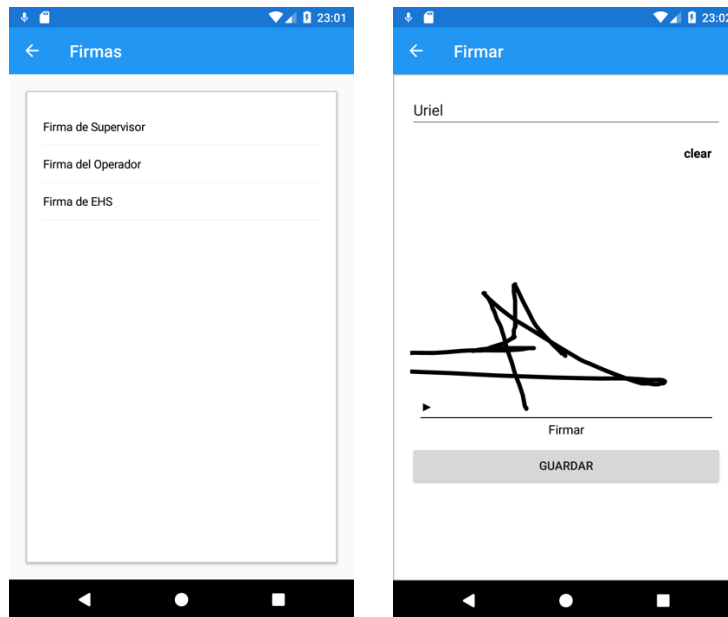 23:01
Firmas
Firma de Supervisor
Firma del Operador
Firma de EHS
23:02
Firmar
Uriel
clear
Firmar
GUARDAR